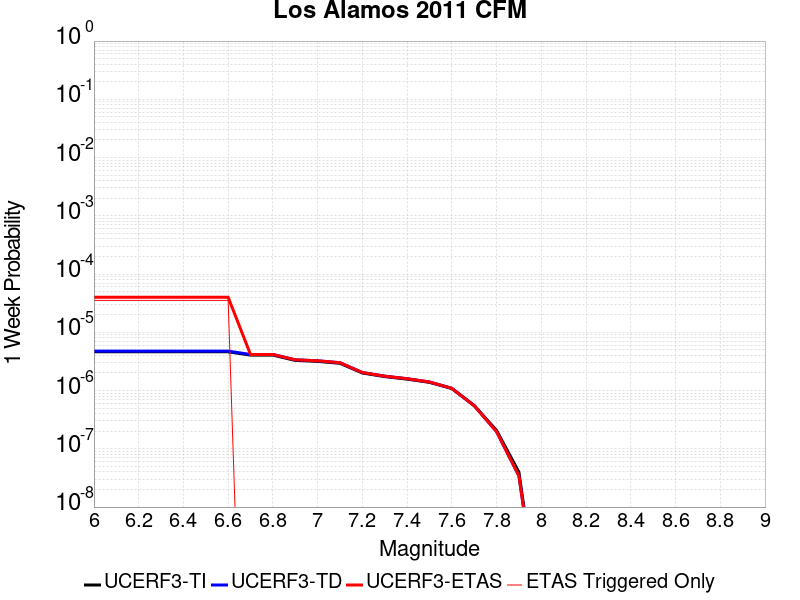 Los Alamos 2011 CFM
10^0
10^-1
10^-2
10^-3
10^-4
10^-5
10^-6
10^-7
10^-8
1 Week Probability
6 6.2 6.4 6.6 6.8 7 7.2 7.4 7.6 7.8 8 8.2 8.4 8.6 8.8 9
Magnitude
UCERF3-TI UCERF3-TD UCERF3-ETAS ETAS Triggered Only